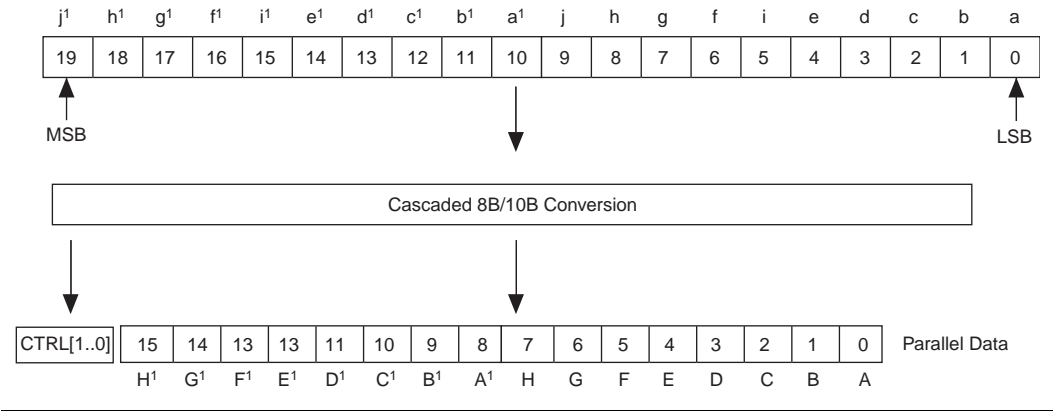 j¹ h¹ g¹ f¹ i¹ e¹ d¹ c¹ b¹ a¹ j h g f i e d c b a
19 18 17 16 15 14 13 12 11 10 9 8 7 6 5 4 3 2 1 0
MSB LSB
Cascaded 8B/10B Conversion
CTRL[1..0] 15 14 13 13 11 10 9 8 7 6 5 4 3 2 1 0 Parallel Data
H¹ G¹ F¹ E¹ D¹ C¹ B¹ A¹ H G F E D C B A